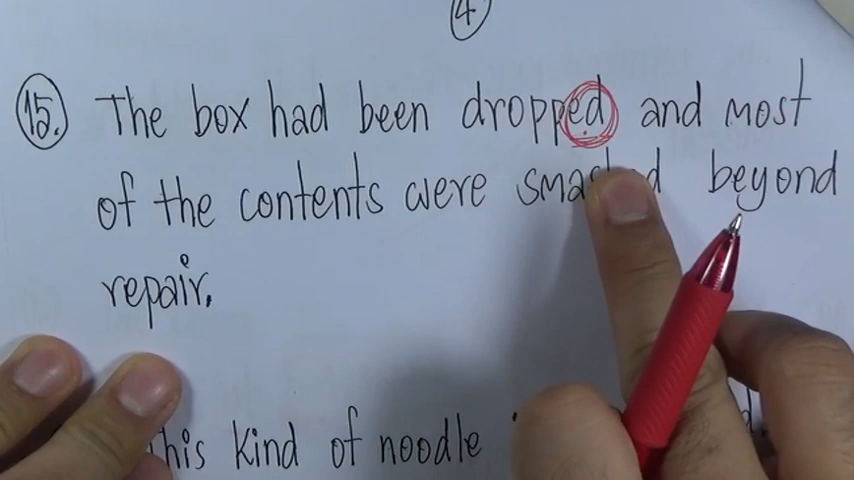 4.
15. The box had been dropped and most
of the contents were beyond
repair.
this kind of noodle